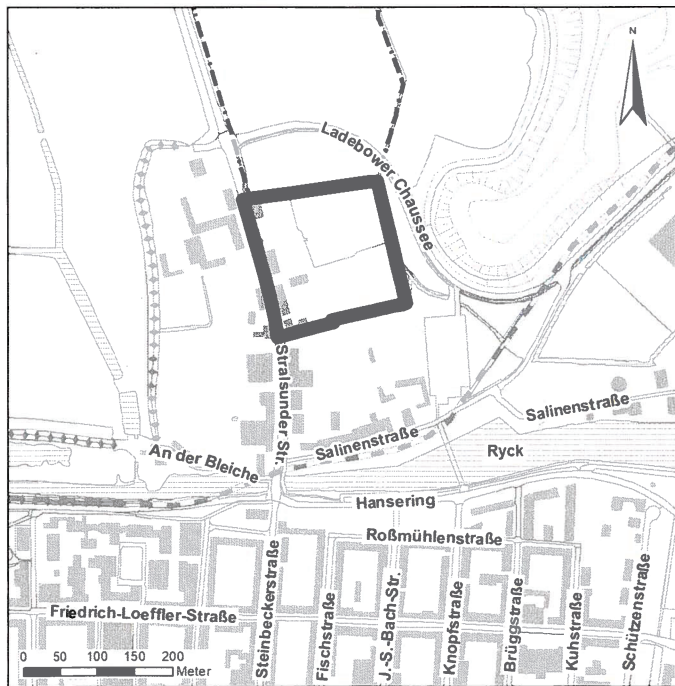 N
Ladebower Chaussee
Stralsunder Str.
Salinenstraße
Salinenstraße
An der Bleiche
Ryck
Hansering
Roßmühlenstraße
Friedrich-Loeffler-Straße
Steinbeckerstraße
Fischstraße
J.-S.-Bach-Str.
Knopfstraße
Brüggstraße
Kuhstraße
Schützenstraße
0 50 100 150 200
Meter